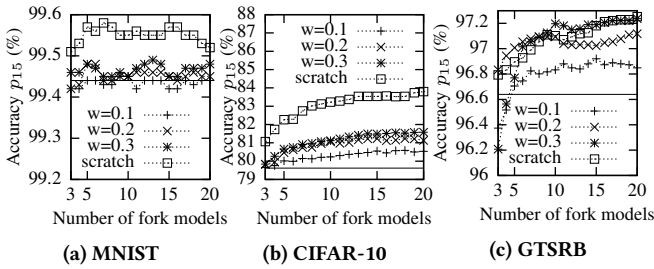 Accuracy p15 (%)
99.6
99.5
99.4
99.3
99.2
w=0.1
w=0.2
w=0.3
scratch
3 5 10 15 20
Number of fork models
(a) MNIST
Accuracy p15 (%)
88
87
86
85
84
83
82
81
80
79
w=0.1
w=0.2
w=0.3
scratch
3 5 10 15 20
Number of fork models
(b) CIFAR-10
Accuracy p15 (%)
97.2
97
96.8
96.6
96.4
96.2
96
w=0.1
w=0.2
w=0.3
scratch
3 5 10 15 20
Number of fork models
(c) GTSRB